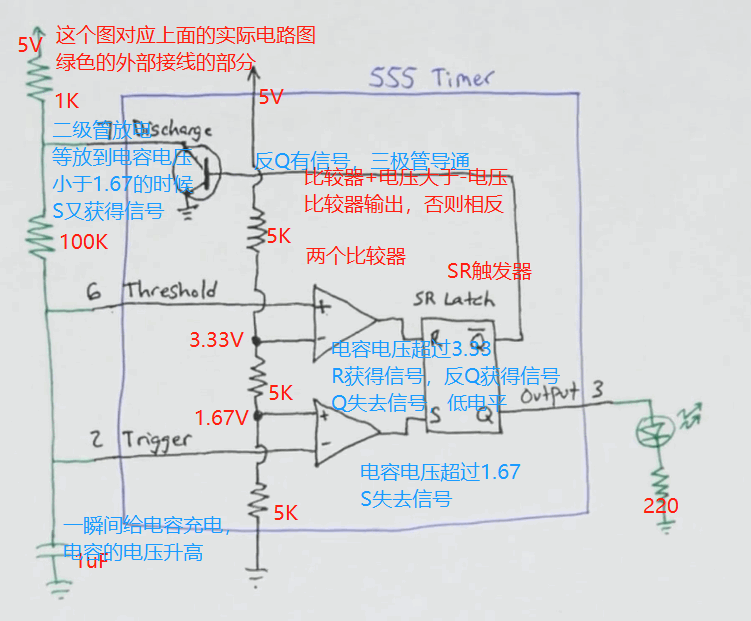 这个图对应上面的实际电路图
绿色的外部接线的部分
5V
555 Timer
5V
1K
二级管放电
7 Discharge
等放到电容电压
小于1.67的时候
S又获得信号
反Q有信号，三极管导通
比较器+电压大于-电压
比较器输出，否则相反
100K
5K
两个比较器
SR触发器
6 Threshold
SR Latch
+
-
3.33V
R
Q
电容电压超过3.33
R获得信号，反Q获得信号
Q失去信号，低电平
5K
1.67V
+
-
S
Q
Output 3
2 Trigger
电容电压超过1.67
S失去信号
220
5K
一瞬间给电容充电，
电容的电压升高
1uF